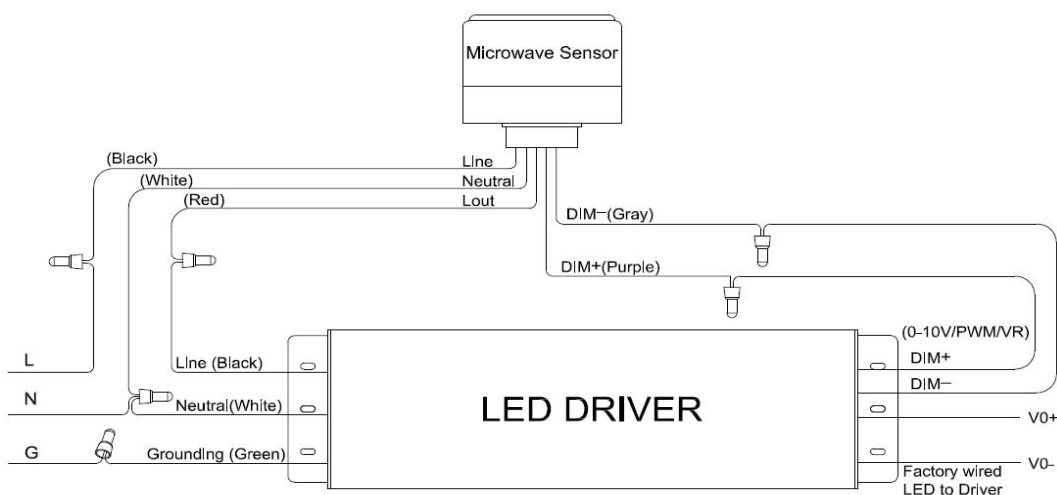 Microwave Sensor
(Black)
Line
(White)
Neutral
(Red)
Lout
DIM-(Gray)
DIM+(Purple)
(0-10V/PWM/VR)
L
Line (Black)
DIM+
DIM-
N
Neutral(White)
LED DRIVER
V0+
G
Grounding (Green)
V0-
Factory wired
LED to Driver